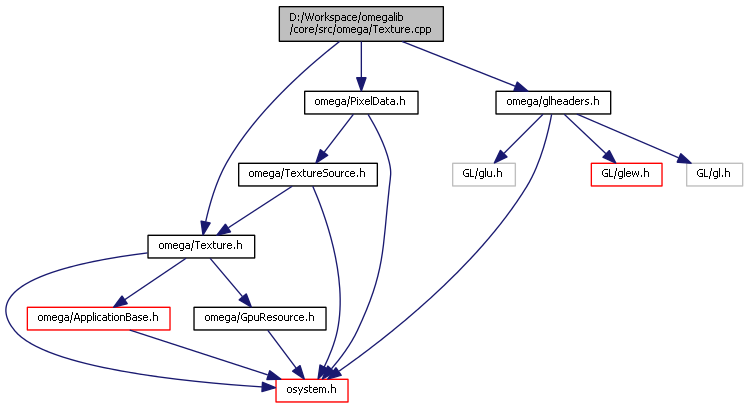 D:/Workspace/omegalib
/core/src/omega/Texture.cpp
omega/PixelData.h
omega/glheaders.h
omega/TextureSource.h
GL/glu.h
GL/glew.h
GL/gl.h
omega/Texture.h
omega/ApplicationBase.h
omega/GpuResource.h
osystem.h